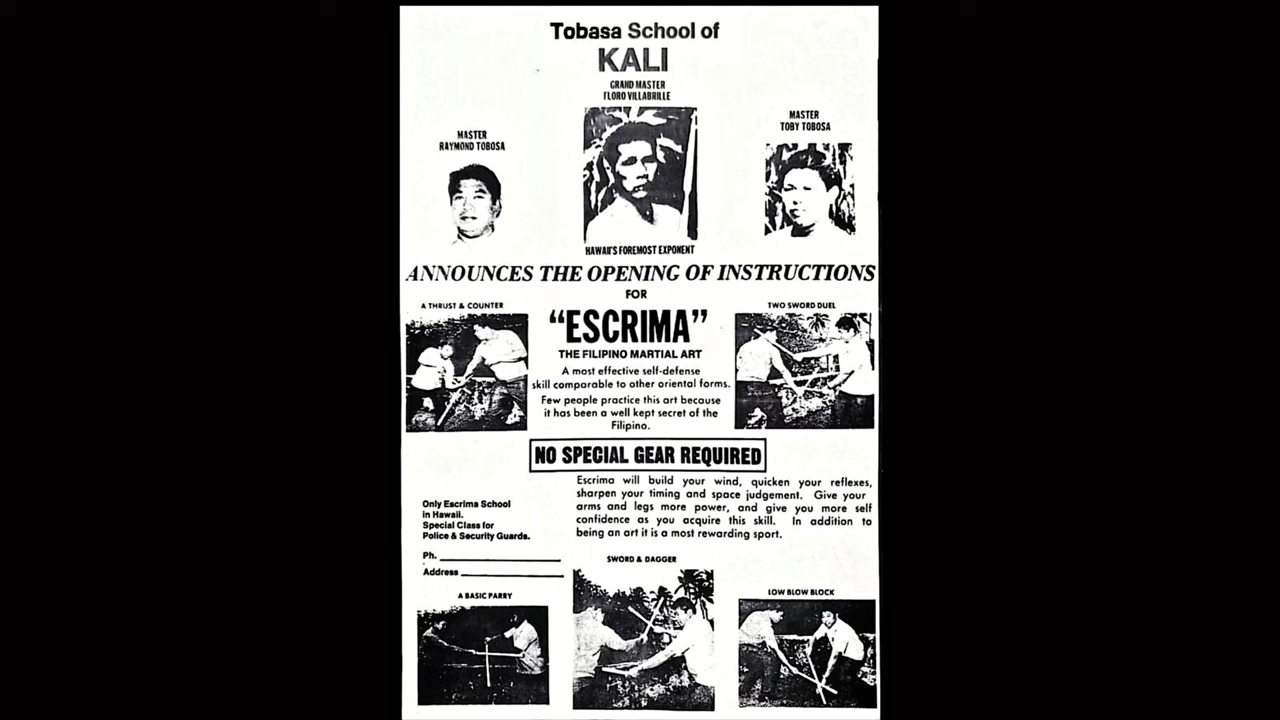 Tobasa School of
KALI
GRAND MASTER
FLORO VILLABRILLE
MASTER
RAYMOND TOBOSA
MASTER
TOBY TOBOSA
HAWAII'S FOREMOST EXPONENT
ANNOUNCES THE OPENING OF INSTRUCTIONS
FOR
"ESCRIMA"
THE FILIPINO MARTIAL ART
A THRUST & COUNTER
TWO SWORD DUEL
A most effective self-defense
skill comparable to other oriental forms.
Few people practice this art because
it has been a well kept secret of the
Filipino.
NO SPECIAL GEAR REQUIRED
Escrima will build your wind, quicken your reflexes,
sharpen your timing and space judgement. Give your
arms and legs more power, and give you more self
confidence as you acquire this skill. In addition to
being an art it is a most rewarding sport.
Only Escrima School
in Hawaii.
Special Class for
Police & Security Guards.
Ph.
Address
A BASIC PARRY
SWORD & DAGGER
LOW BLOW BLOCK